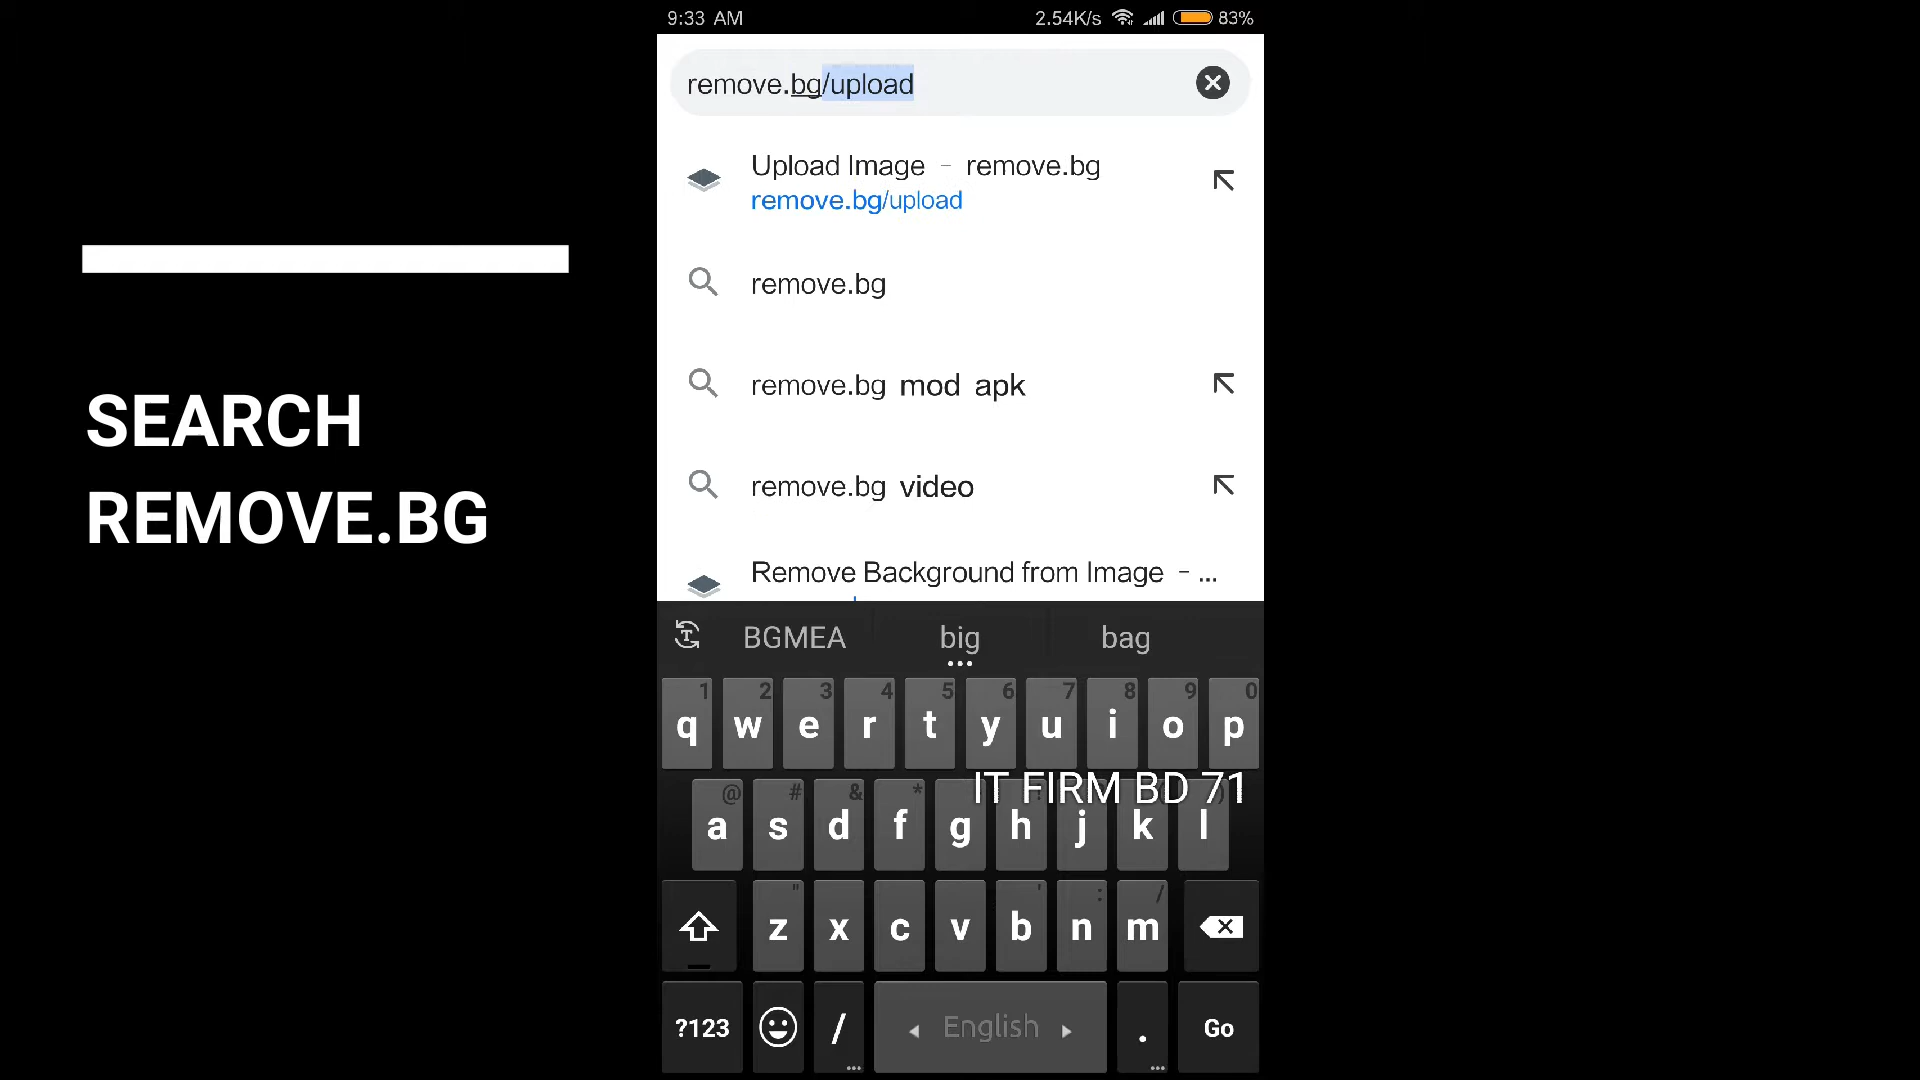 9:33 AM 2.54K/s 83%
remove.bg/upload
Upload Image - remove.bg
remove.bg/upload
remove.bg
remove.bg mod apk
remove.bg video
Remove Background from Image - ...
SEARCH
REMOVE.BG
BGMEA big bag
1 2 3 4 5 6 7 8 9 0
q w e r t y u i o p
IT FIRM BD 71
@ # & *
a s d f g h j k l
" ' : /
z x c v b n m
?123 / English . Go